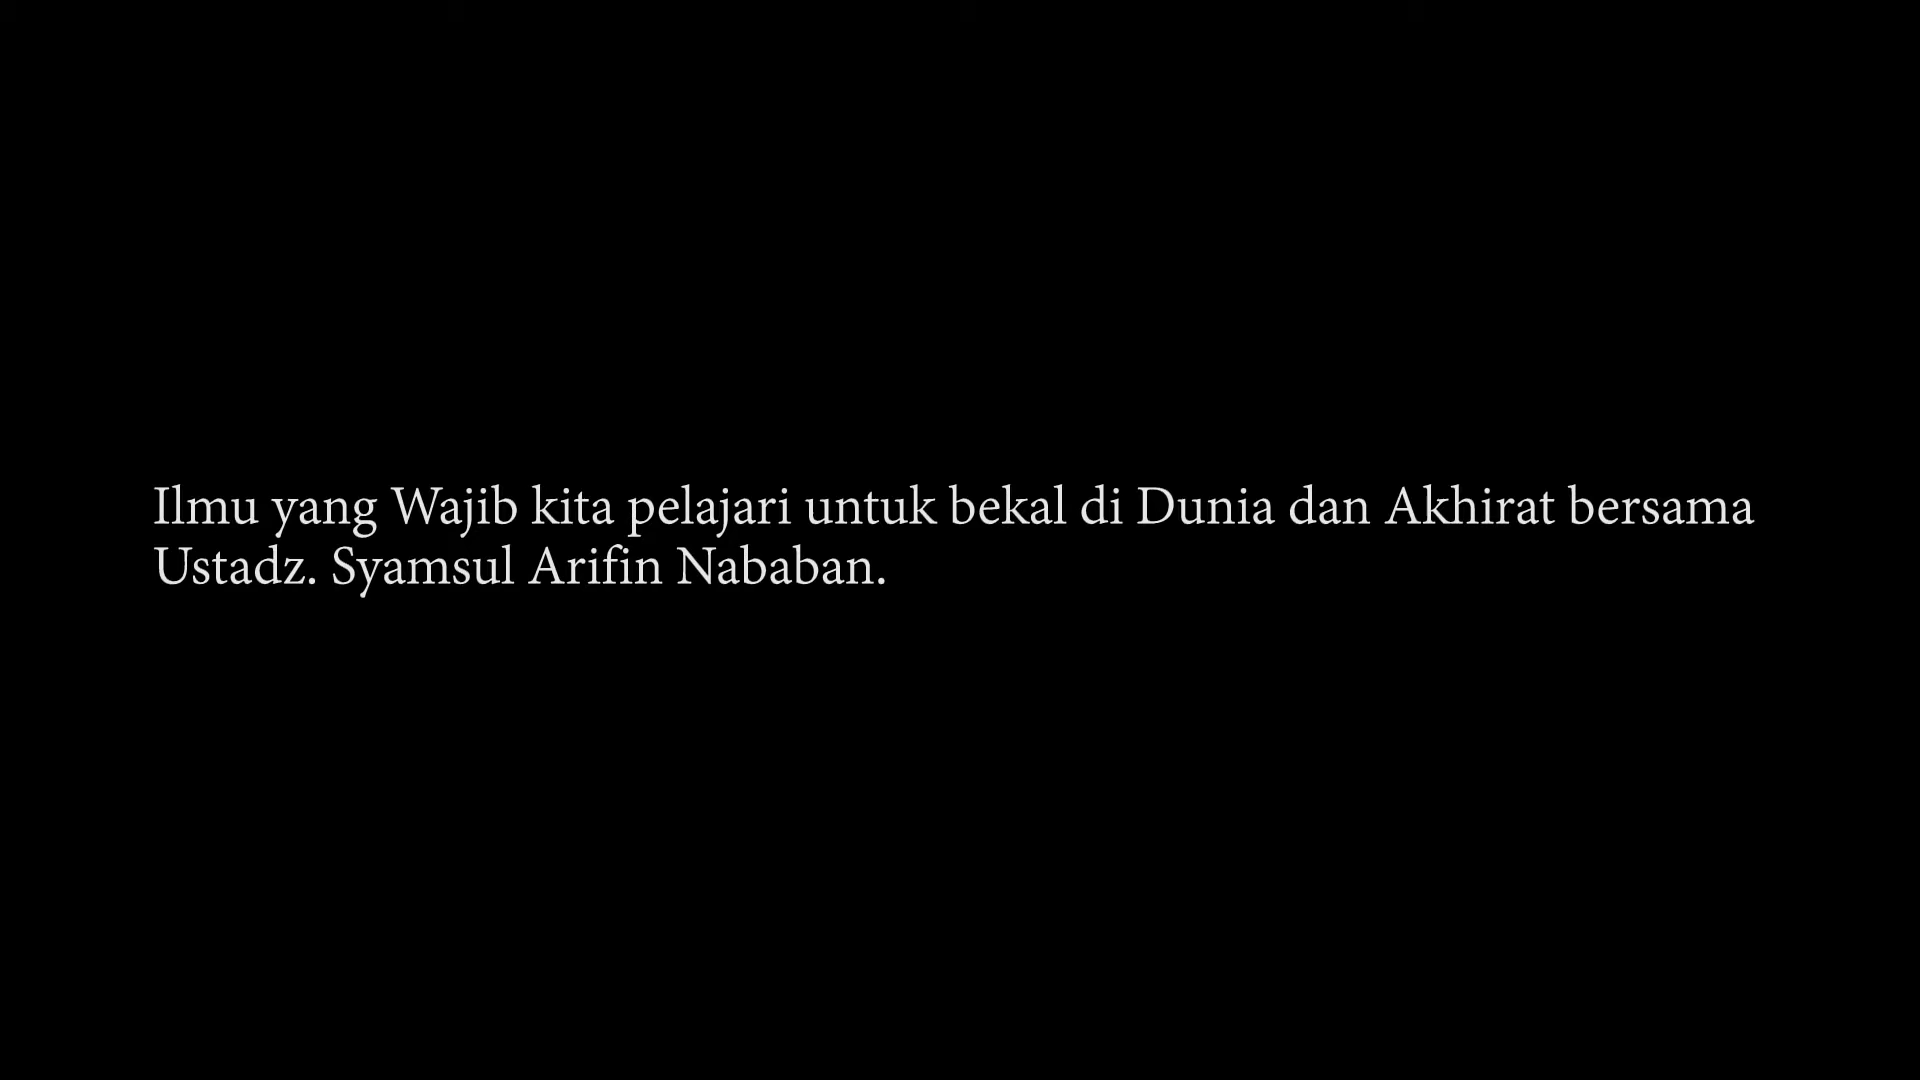 Ilmu yang Wajib kita pelajari untuk bekal di Dunia dan Akhirat bersama
Ustadz. Syamsul Arifin Nababan.